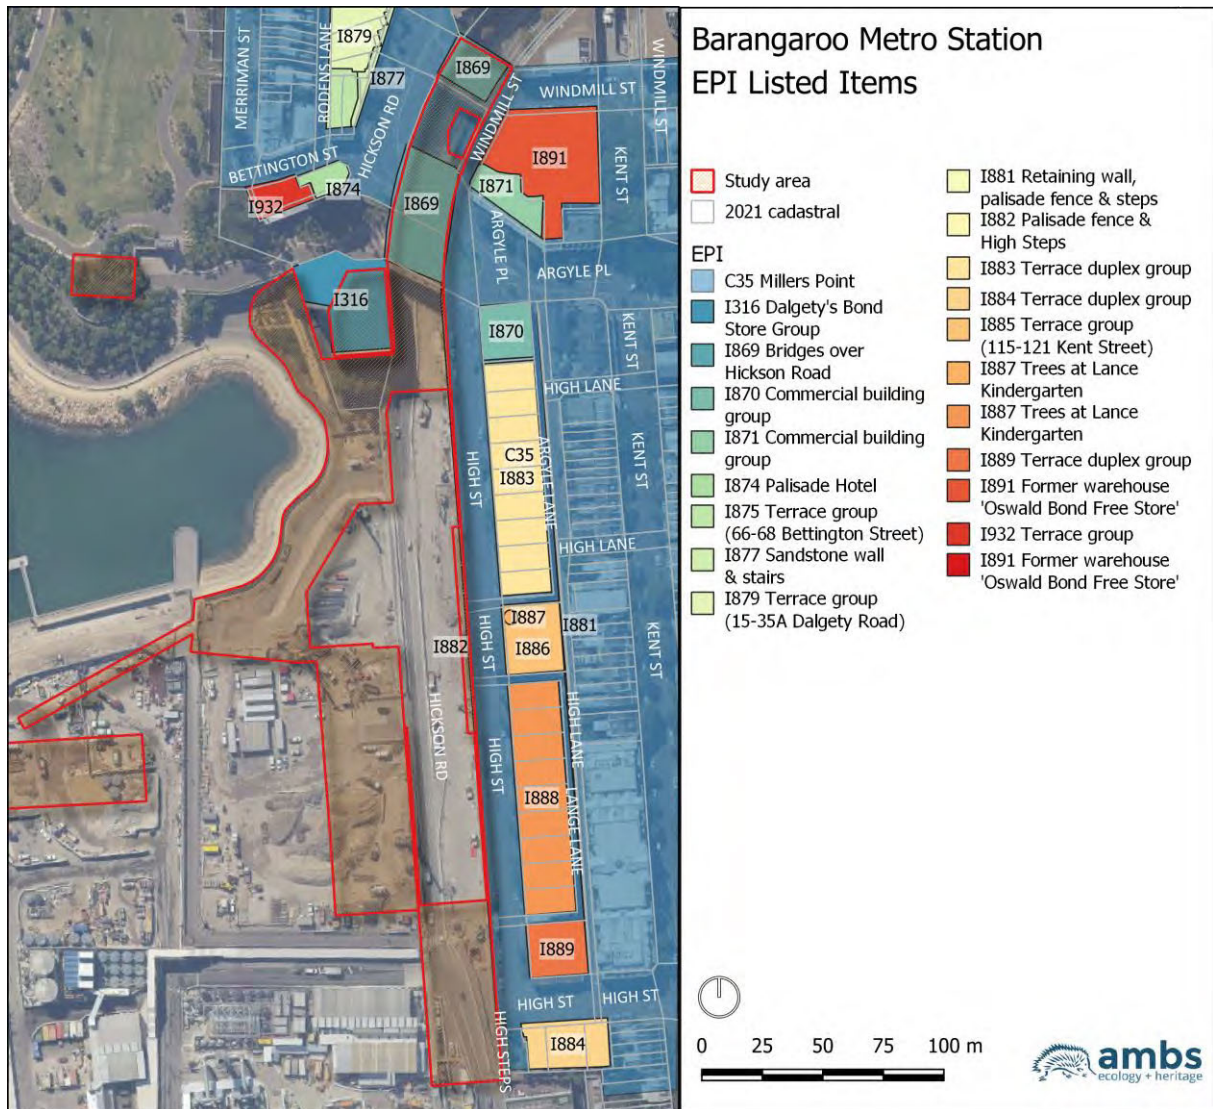 Barangaroo Metro Station
EPI Listed Items
Study area
2021 cadastral
EPI
C35 Millers Point
I316 Dalgety's Bond
Store Group
I869 Bridges over
Hickson Road
I870 Commercial building
group
I871 Commercial building
group
I874 Palisade Hotel
I875 Terrace group
(66-68 Bettington Street)
I877 Sandstone wall
& stairs
I879 Terrace group
(15-35A Dalgety Road)
I881 Retaining wall,
palisade fence & steps
I882 Palisade fence &
High Steps
I883 Terrace duplex group
I884 Terrace duplex group
I885 Terrace group
(115-121 Kent Street)
I887 Trees at Lance
Kindergarten
I887 Trees at Lance
Kindergarten
I889 Terrace duplex group
I891 Former warehouse
'Oswald Bond Free Store'
I932 Terrace group
I891 Former warehouse
'Oswald Bond Free Store'
0 25 50 75 100 m
ambs
ecology + heritage
MERRIMAN ST
RODENS LANE
I879
I877
HICKSON RD
BETTINGTON ST
I874
I932
I869
WINDMILL ST
WINDMILL ST
WINDMILL ST
I891
KENT ST
I871
I869
ARGYLE PL
ARGYLE PL
I316
I870
KENT ST
HIGH LANE
KENT ST
C35
I883
ARGYLE LANE
HIGH ST
HIGH LANE
I887
I881
I886
I882
HIGH ST
KENT ST
HICKSON RD
HIGH LANE
HIGH ST
I888
LANGE LANE
I889
HIGH ST
HIGH ST
I884
HIGH STEPS